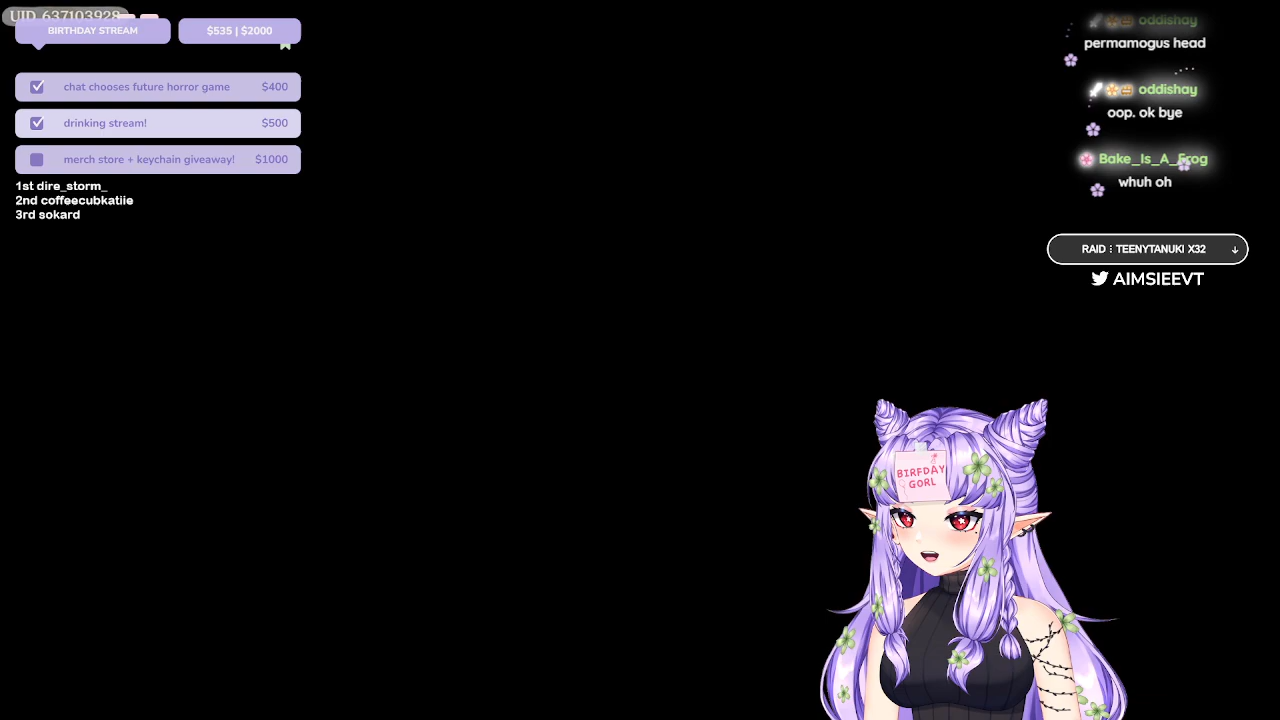 UID 637103928
BIRTHDAY STREAM
$535 | $2000
chat chooses future horror game $400
drinking stream! $500
merch store + keychain giveaway! $1000
1st dire_storm_
2nd coffeecubkatiie
3rd sokard
oddishay
permamogus head
oddishay
oop. ok bye
Bake_Is_A_Frog
whuh oh
RAID : TEENYTANUKI X32
AIMSIEEVT
BIRFDAY
GORL